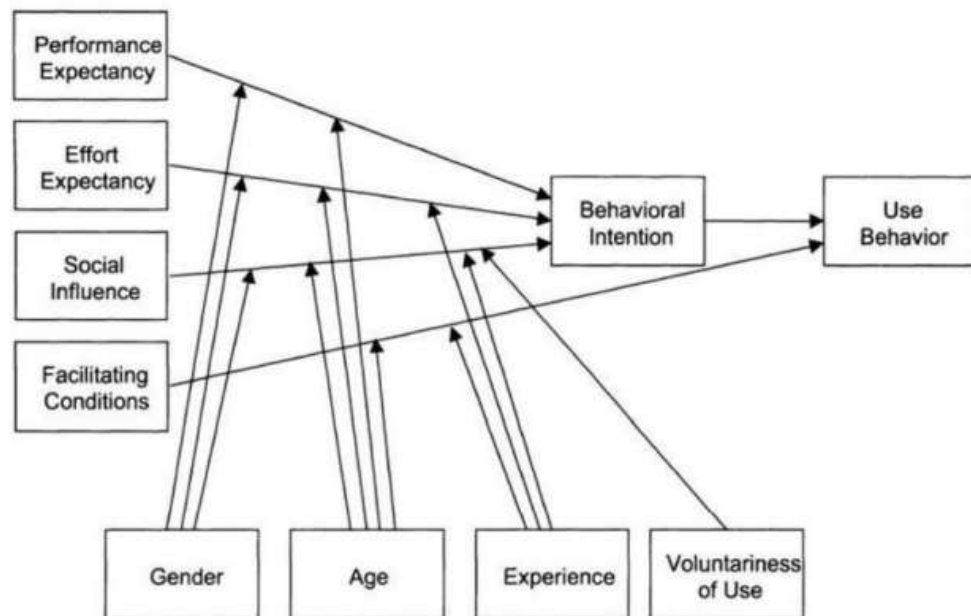 Performance
Expectancy
Effort
Expectancy
Social
Influence
Facilitating
Conditions
Behavioral
Intention
Use
Behavior
Gender
Age
Experience
Voluntariness
of Use